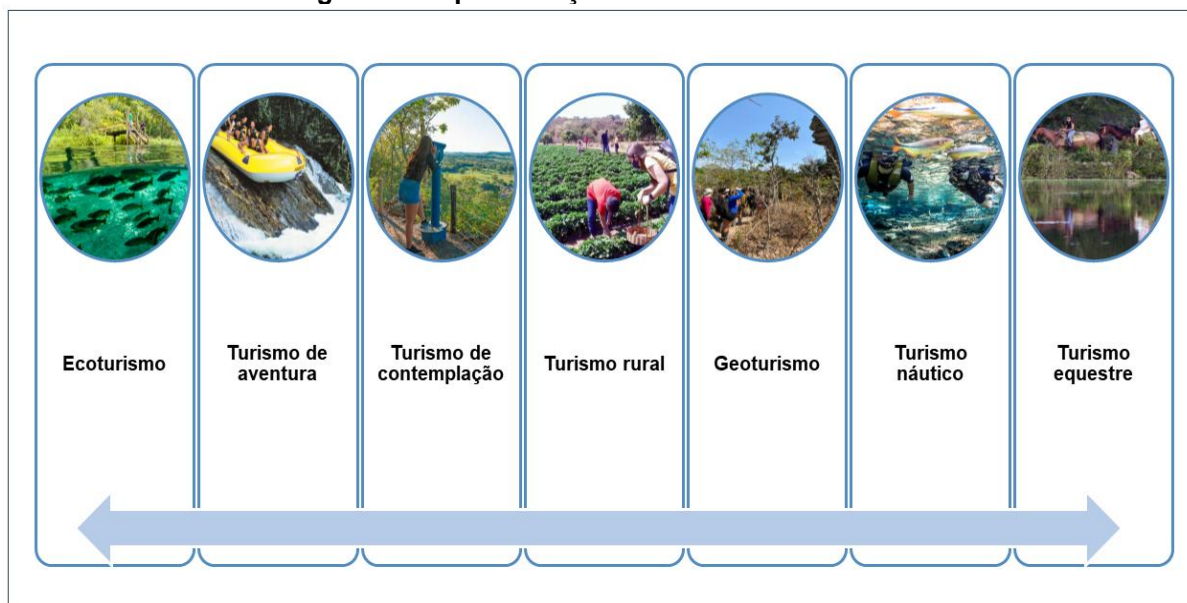 Ecoturismo
Turismo de
aventura
Turismo de
contemplação
Turismo rural
Geoturismo
Turismo
náutico
Turismo
equestre